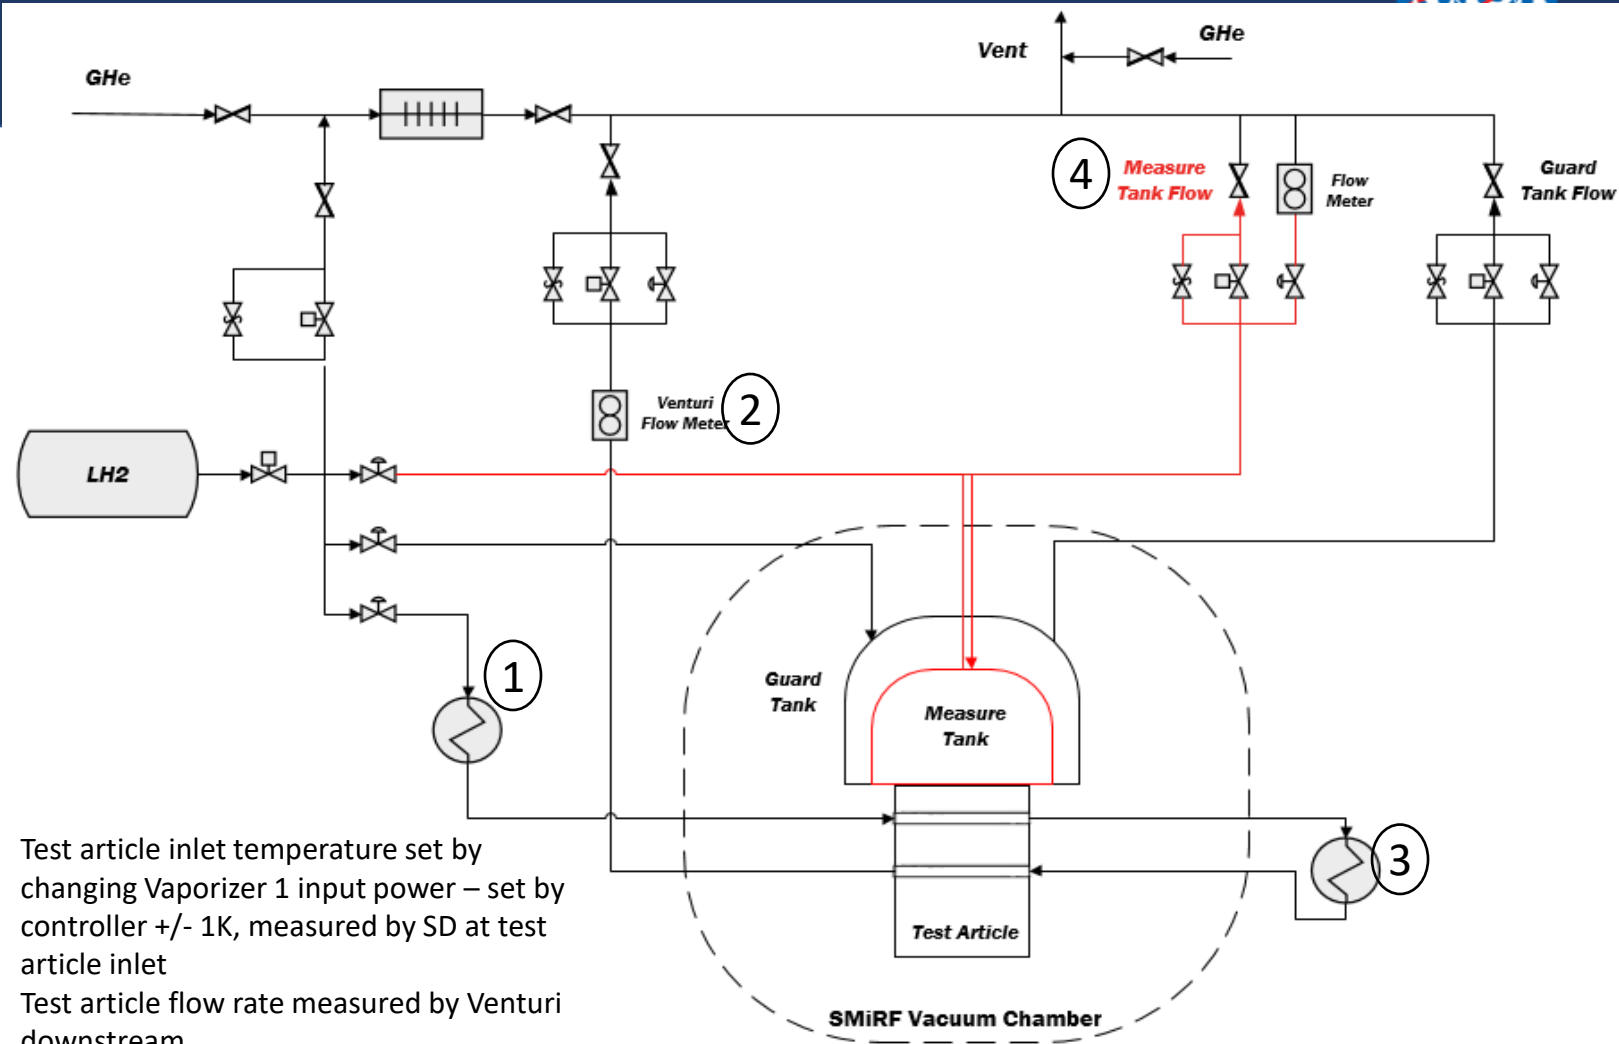 GHe
Vent
GHe
4
Measure
Tank Flow
Flow
Meter
Guard
Tank Flow
Venturi
Flow Meter
2
LH2
1
Guard
Tank
Measure
Tank
3
Test Article
SMiRF Vacuum Chamber
Test article inlet temperature set by
changing Vaporizer 1 input power – set by
controller +/- 1K, measured by SD at test
article inlet
Test article flow rate measured by Venturi
downstream